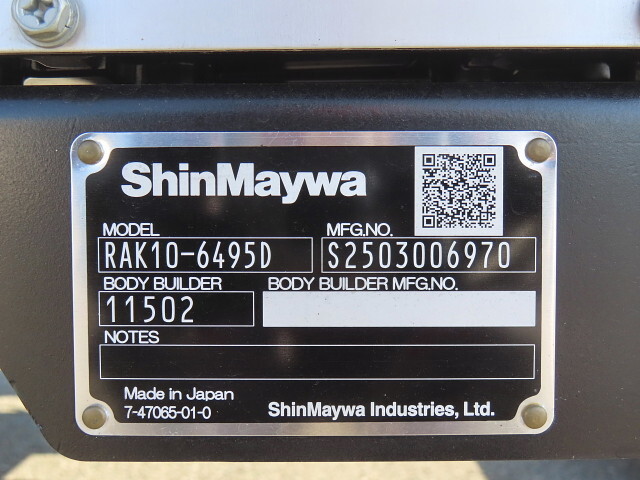 ShinMaywa
MODEL MFG.NO.
RAK10-6495D S2503006970
BODY BUILDER BODY BUILDER MFG.NO.
11502
NOTES
Made in Japan
7-47065-01-0 ShinMaywa Industries, Ltd.